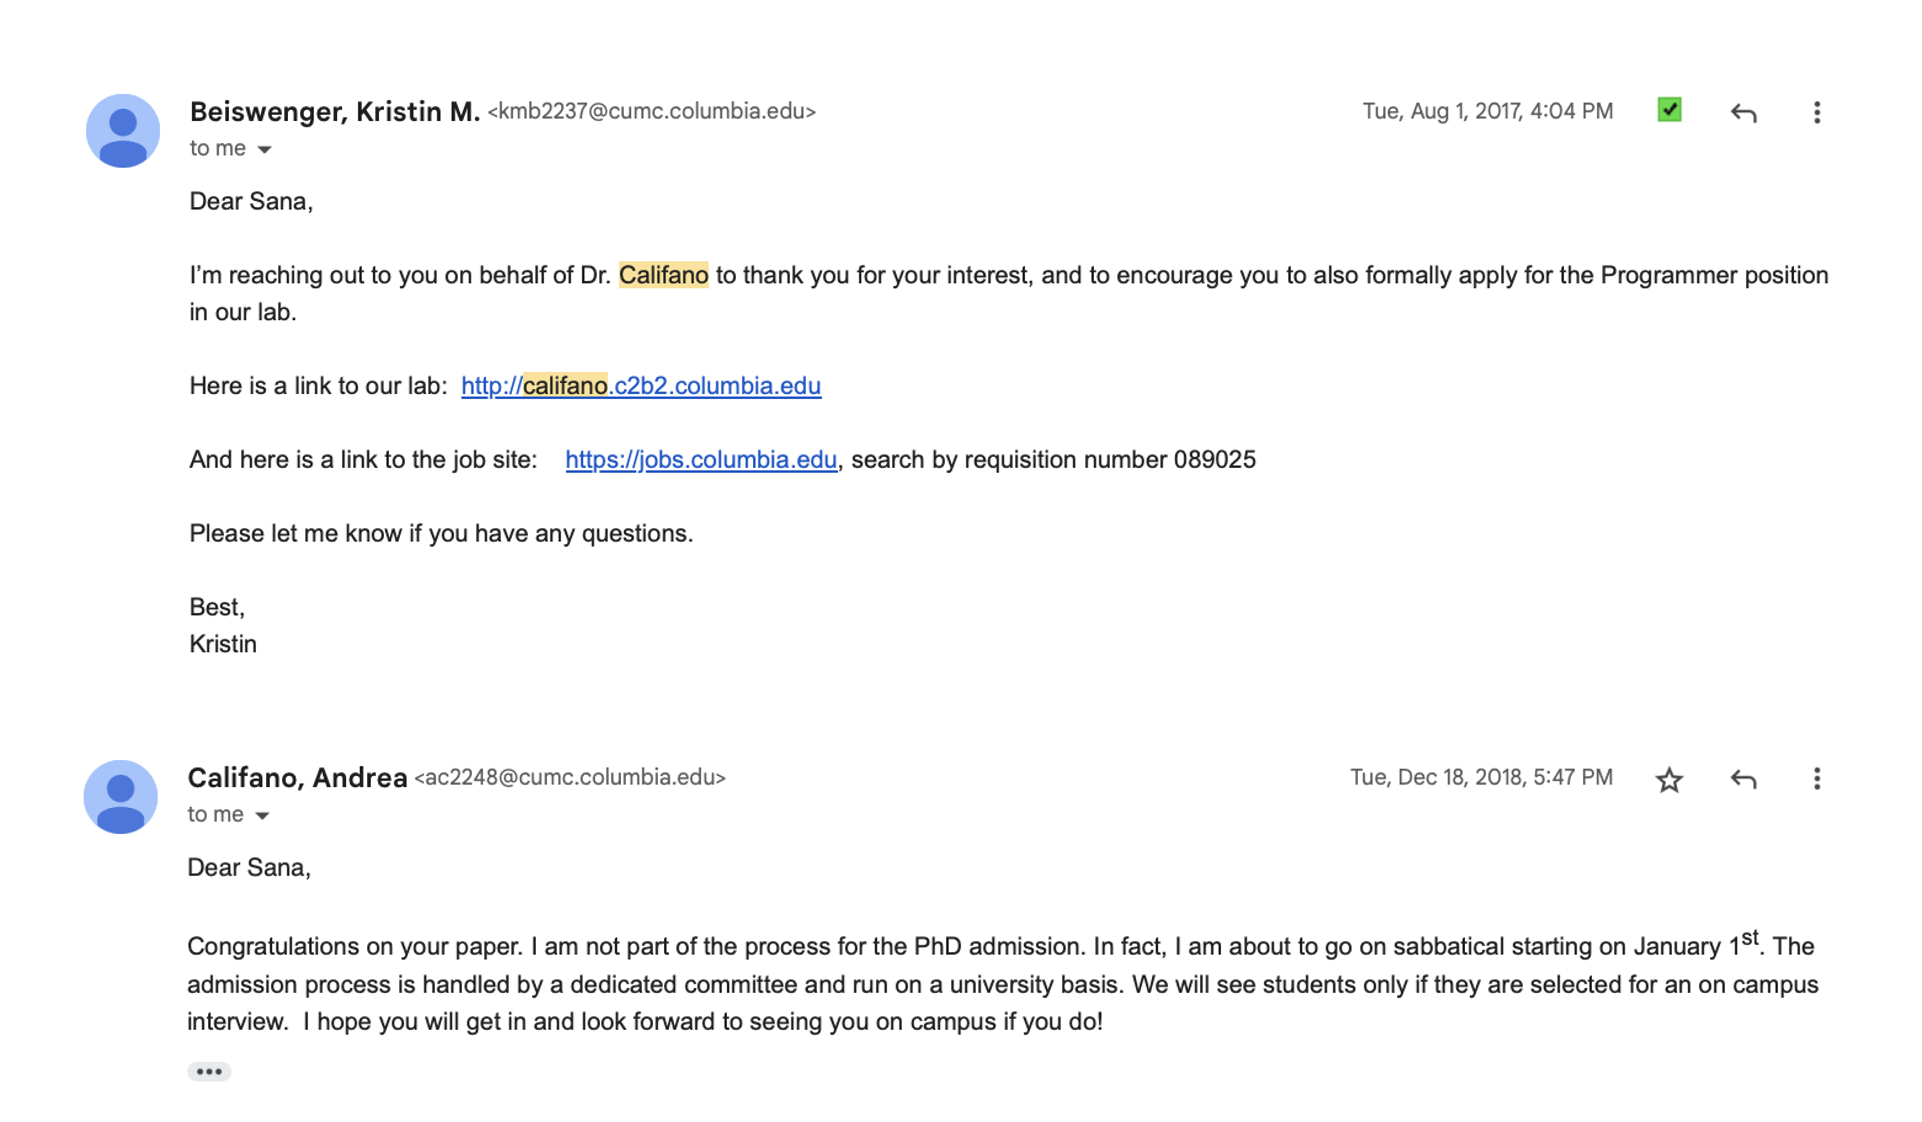 Beiswenger, Kristin M. <kmb2237@cumc.columbia.edu> Tue, Aug 1, 2017, 4:04 PM
to me
Dear Sana,
I’m reaching out to you on behalf of Dr. Califano to thank you for your interest, and to encourage you to also formally apply for the Programmer position
in our lab.
Here is a link to our lab: http://califano.c2b2.columbia.edu
And here is a link to the job site: https://jobs.columbia.edu, search by requisition number 089025
Please let me know if you have any questions.
Best,
Kristin
Califano, Andrea <ac2248@cumc.columbia.edu> Tue, Dec 18, 2018, 5:47 PM
to me
Dear Sana,
Congratulations on your paper. I am not part of the process for the PhD admission. In fact, I am about to go on sabbatical starting on January 1st. The
admission process is handled by a dedicated committee and run on a university basis. We will see students only if they are selected for an on campus
interview.  I hope you will get in and look forward to seeing you on campus if you do!